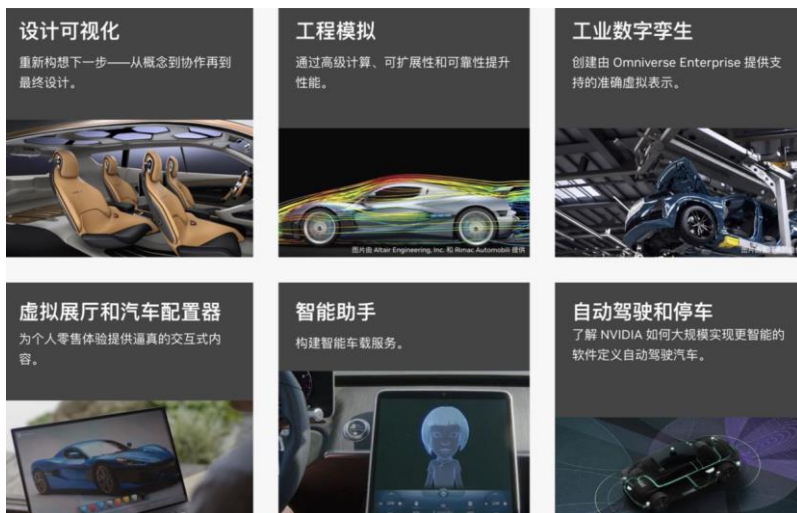 设计可视化
重新构想下一步——从概念到协作再到
最终设计。
工程模拟
通过高级计算、可扩展性和可靠性提升
性能。
图片由 Altair Engineering, Inc. 和 Rimac Automobili 提供
工业数字孪生
创建由 Omniverse Enterprise 提供支
持的准确虚拟表示。
图片由
虚拟展厅和汽车配置器
为个人零售体验提供逼真的交互式内
容。
智能助手
构建智能车载服务。
自动驾驶和停车
了解 NVIDIA 如何大规模实现更智能的
软件定义自动驾驶汽车。